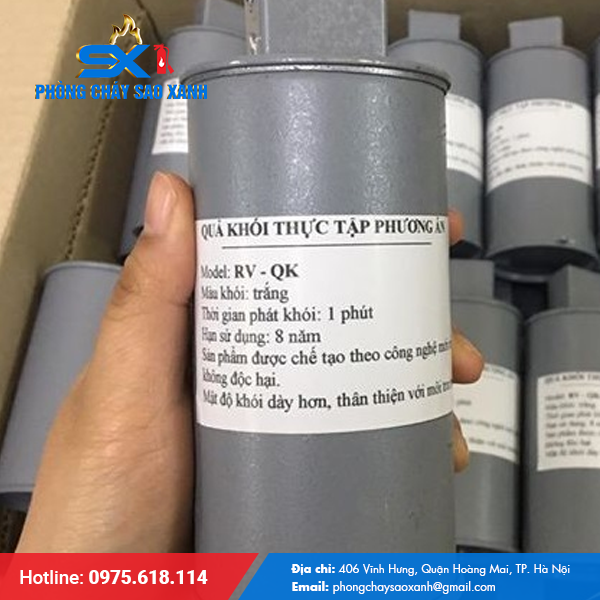 SX1
PHÒNG CHÁY SAO XANH
QUẢ KHÓI THỰC TẬP PHƯƠNG ÁN
Model: RV - QK
Màu khói: trắng
Thời gian phát khói: 1 phút
Hạn sử dụng: 8 năm
Sản phẩm được chế tạo theo công nghệ mới
không độc hại.
Mật độ khói dày hơn, thân thiện với môi
Hotline: 0975.618.114
Địa chỉ: 406 Vĩnh Hưng, Quận Hoàng Mai, TP. Hà Nội
Email: phongchaysaoxanh@gmail.com